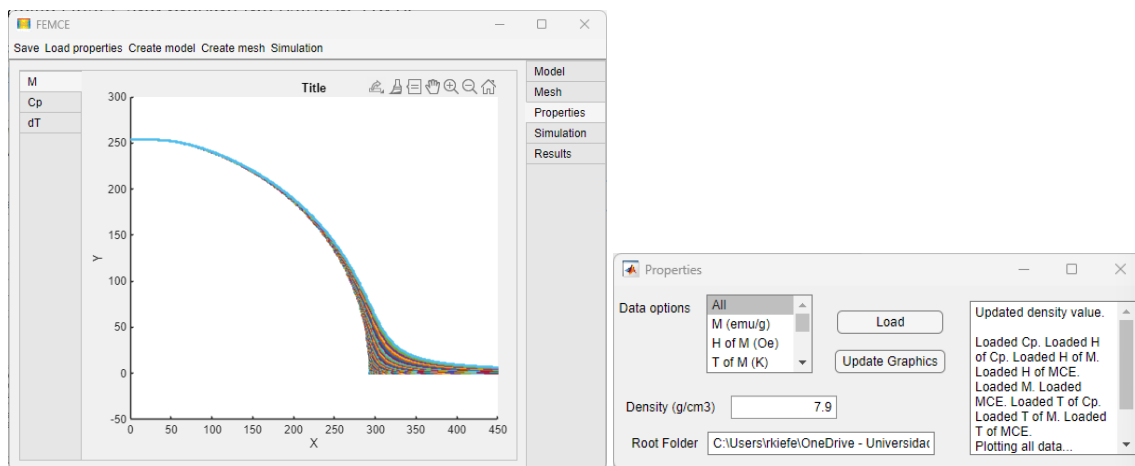 FEMCE
Save Load properties Create model Create mesh Simulation
M
Cp
dT
Title
300
250
200
150
100
50
0
-50
0 50 100 150 200 250 300 350 400 450
X
Y
Model
Mesh
Properties
Simulation
Results
Properties
Data options
All
M (emu/g)
H of M (Oe)
T of M (K)
Load
Update Graphics
Density (g/cm3) 7.9
Root Folder C:\Users\rkiefe\OneDrive - Universidac
Updated density value.
Loaded Cp. Loaded H
of Cp. Loaded H of M.
Loaded H of MCE.
Loaded M. Loaded
MCE. Loaded T of Cp.
Loaded T of M. Loaded
T of MCE.
Plotting all data...